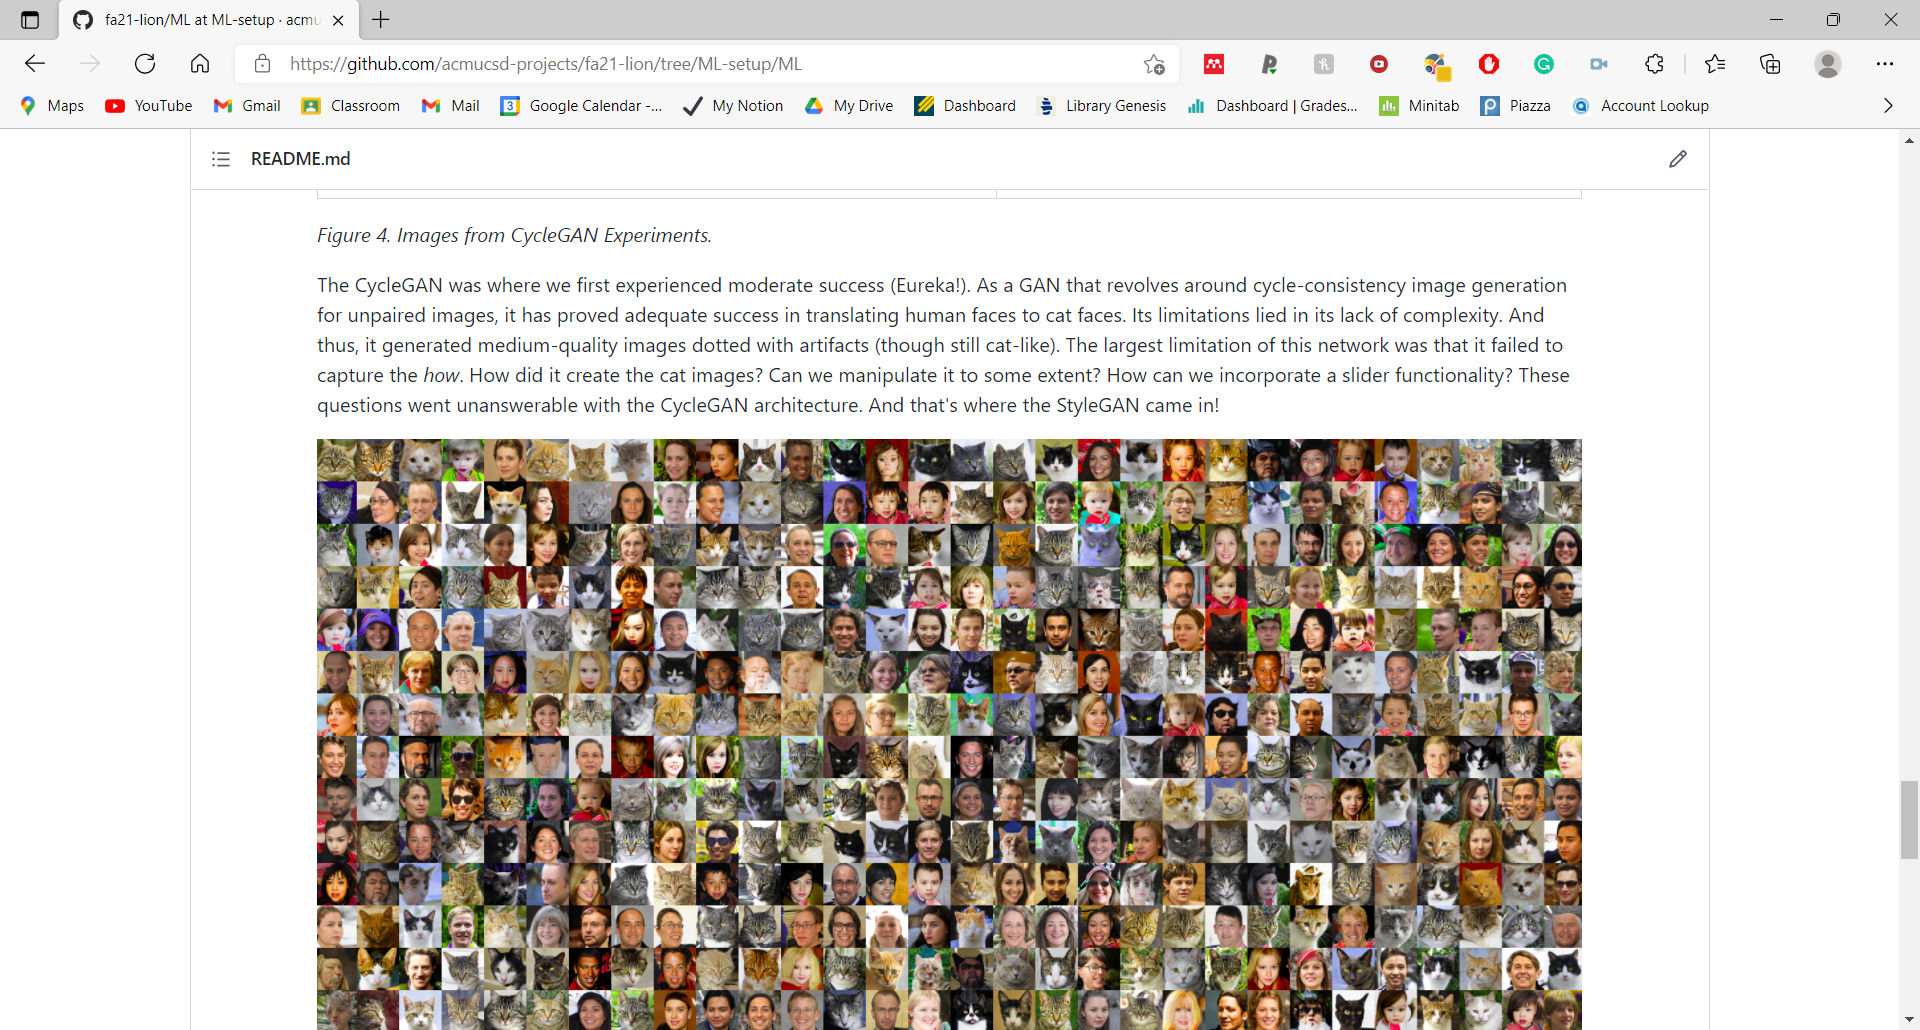 fa21-lion/ML at ML-setup · acmu
https://github.com/acmucsd-projects/fa21-lion/tree/ML-setup/ML
Maps YouTube Gmail Classroom Mail Google Calendar -... My Notion My Drive Dashboard Library Genesis Dashboard | Grades... Minitab Piazza Account Lookup
README.md
Figure 4. Images from CycleGAN Experiments.
The CycleGAN was where we first experienced moderate success (Eureka!). As a GAN that revolves around cycle-consistency image generation
for unpaired images, it has proved adequate success in translating human faces to cat faces. Its limitations lied in its lack of complexity. And
thus, it generated medium-quality images dotted with artifacts (though still cat-like). The largest limitation of this network was that it failed to
capture the how. How did it create the cat images? Can we manipulate it to some extent? How can we incorporate a slider functionality? These
questions went unanswerable with the CycleGAN architecture. And that's where the StyleGAN came in!